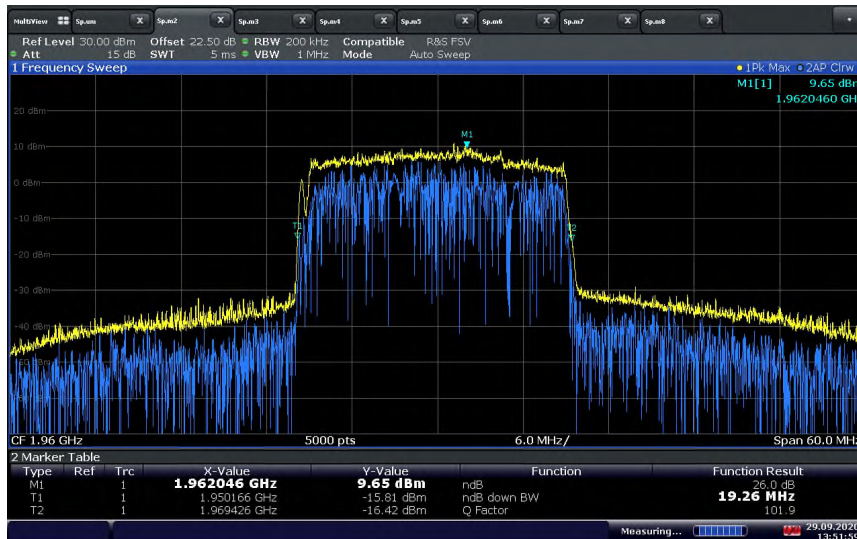 MultiView Sp.um X Sp.m2 X Sp.m3 X Sp.m4 X Sp.m5 X Sp.m6 X Sp.m7 X Sp.m8 X
Ref Level 30.00 dBm Offset 22.50 dB RBW 200 kHz Compatible R&S FSV
Att 15 dB SWT 5 ms VBW 1 MHz Mode Auto Sweep
1 Frequency Sweep 1Pk Max 2AP Clrw
M1[1] 9.65 dBm
1.9620460 GH
20 dBm
M1
10 dBm
0 dBm
-10 dBm
T1
T2
-20 dBm
-30 dBm
-40 dBm
CF 1.96 GHz 5000 pts 6.0 MHz/ Span 60.0 MHz
2 Marker Table
Type Ref Trc X-Value Y-Value Function Function Result
M1 1 1.962046 GHz 9.65 dBm ndB 26.0 dB
T1 1 1.950166 GHz -15.81 dBm ndB down BW 19.26 MHz
T2 1 1.969426 GHz -16.42 dBm Q Factor 101.9
Measuring... 29.09.2020
13:51:59